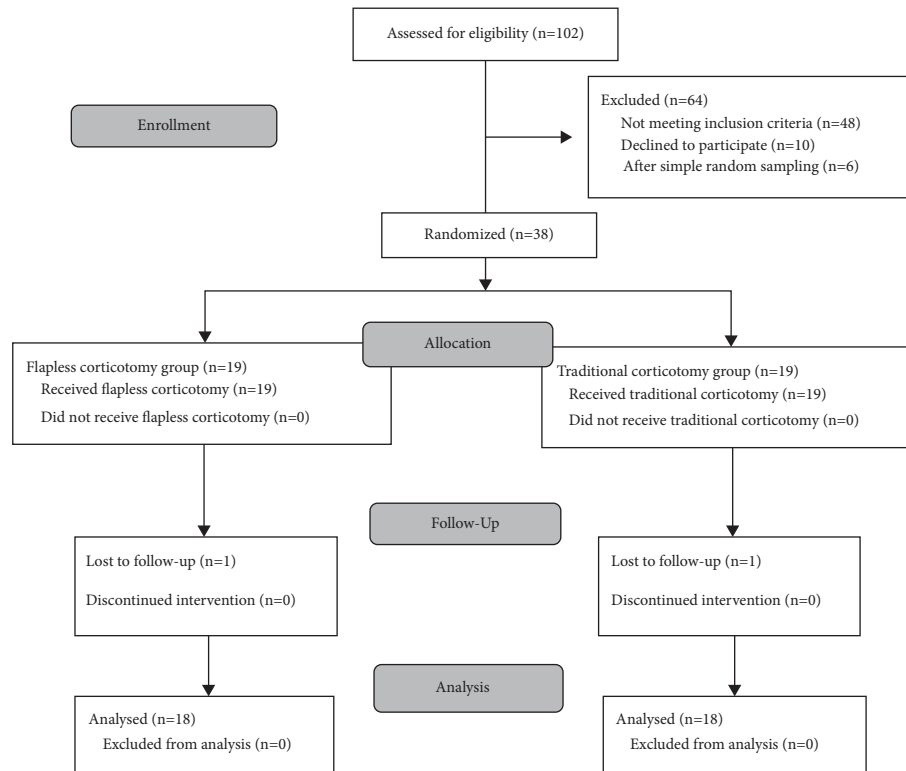 Assessed for eligibility (n=102)
Enrollment
Excluded (n=64)
Not meeting inclusion criteria (n=48)
Declined to participate (n=10)
After simple random sampling (n=6)
Randomized (n=38)
Allocation
Flapless corticotomy group (n=19)
Received flapless corticotomy (n=19)
Did not receive flapless corticotomy (n=0)
Traditional corticotomy group (n=19)
Received traditional corticotomy (n=19)
Did not receive traditional corticotomy (n=0)
Follow-Up
Lost to follow-up (n=1)
Discontinued intervention (n=0)
Lost to follow-up (n=1)
Discontinued intervention (n=0)
Analysis
Analysed (n=18)
Excluded from analysis (n=0)
Analysed (n=18)
Excluded from analysis (n=0)